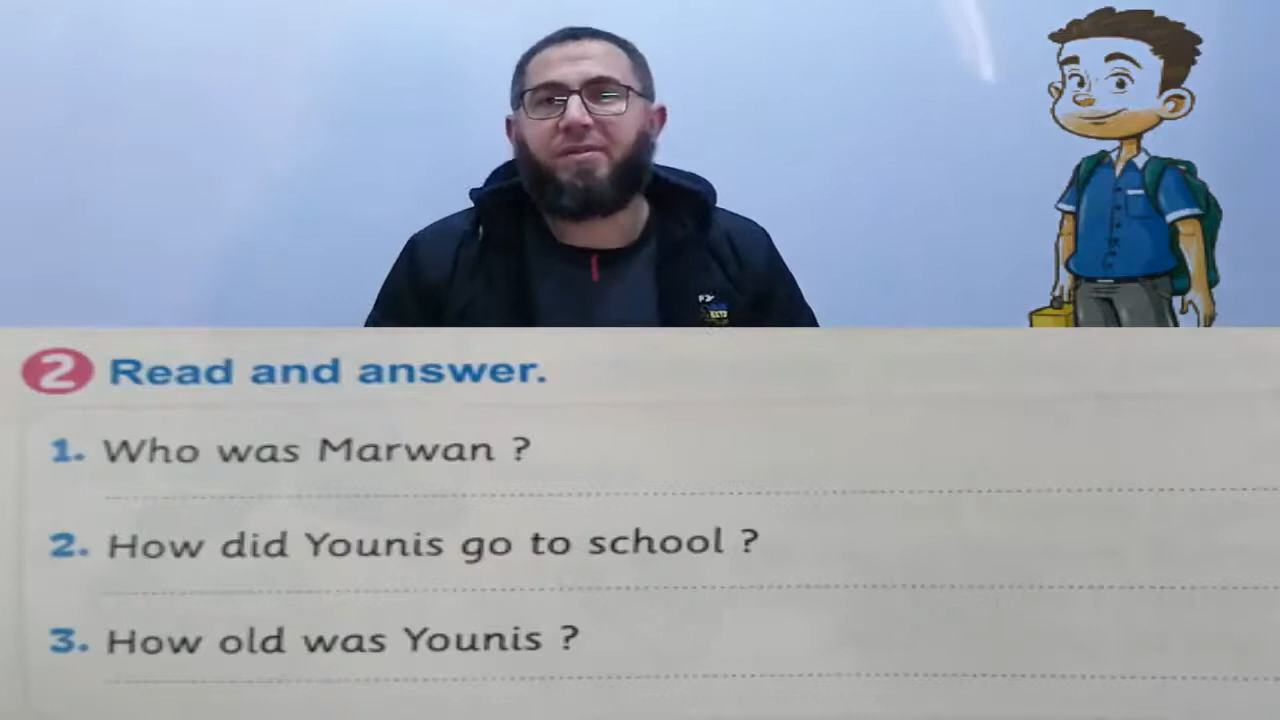 2 Read and answer.
1. Who was Marwan ?
2. How did Younis go to school ?
3. How old was Younis ?